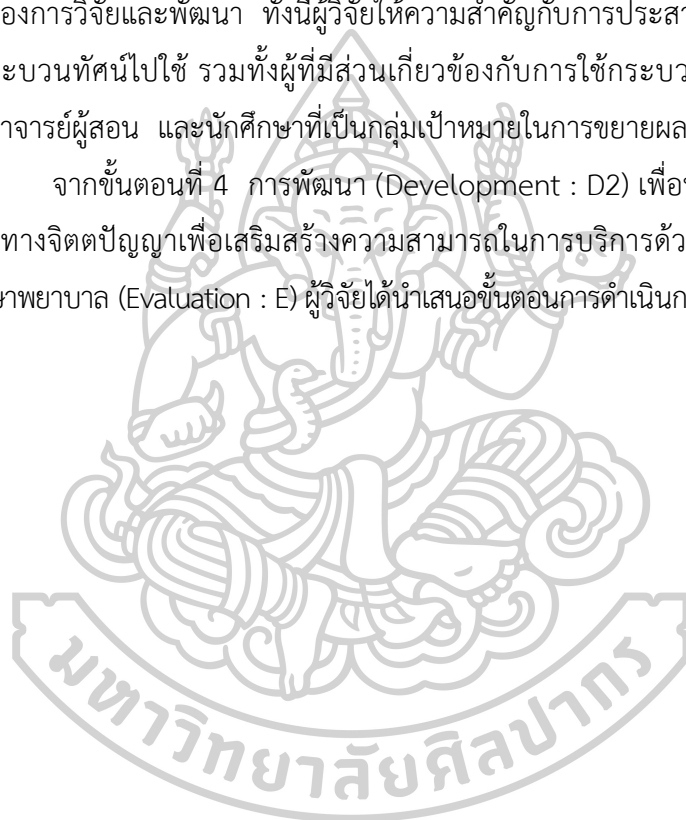 องการวิจัยและพัฒนา ทั้งนี้ผู้วิจัยให้ความสำคัญกับการประสา
ะบวนทัศน์ไปใช้ รวมทั้งผู้ที่มีส่วนเกี่ยวข้องกับการใช้กระบว
าจารย์ผู้สอน และนักศึกษาที่เป็นกลุ่มเป้าหมายในการขยายผล
จากขั้นตอนที่ 4 การพัฒนา (Development : D2) เพื่อ
ทางจิตตปัญญาเพื่อเสริมสร้างความสามารถในการบริการด้ว
ษาพยาบาล (Evaluation : E) ผู้วิจัยได้นำเสนอขั้นตอนการดำเนินก
มหาวิทยาลัยศิลปากร